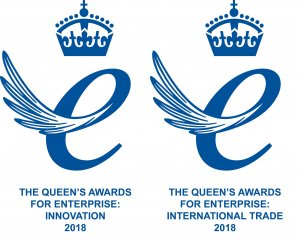 THE QUEEN'S AWARDS
FOR ENTERPRISE:
INNOVATION
2018
THE QUEEN'S AWARDS
FOR ENTERPRISE:
INTERNATIONAL TRADE
2018